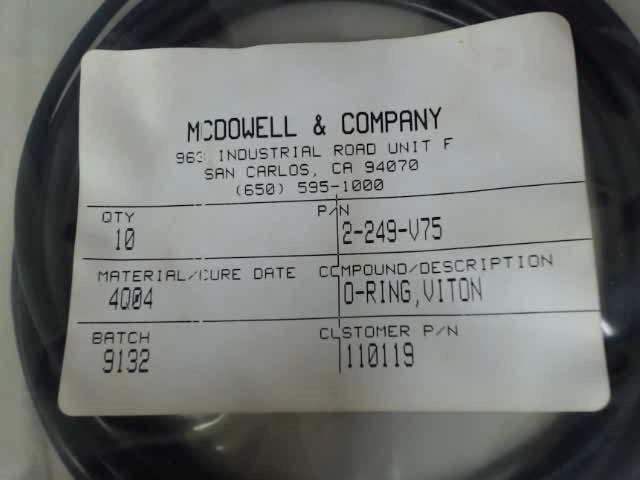 MCDOWELL & COMPANY
963 INDUSTRIAL ROAD UNIT F
SAN CARLOS, CA 94070
(650) 595-1000
QTY P/N
10 2-249-V75
MATERIAL/CURE DATE COMPOUND/DESCRIPTION
4Q04 O-RING,VITON
BATCH CUSTOMER P/N
9132 110119